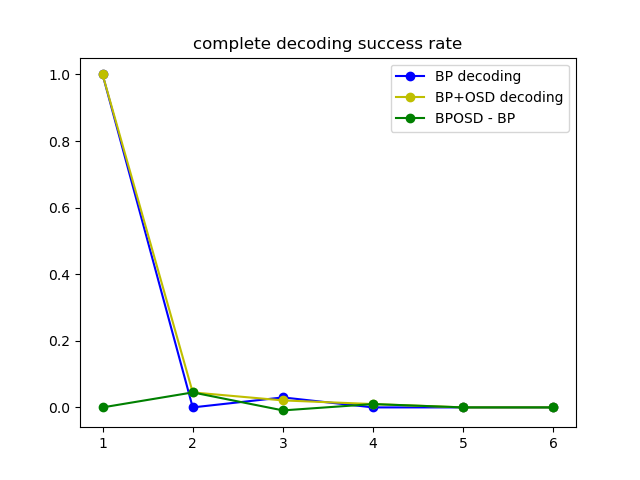 complete decoding success rate
BP decoding
BP+OSD decoding
BPOSD - BP
1.0
0.8
0.6
0.4
0.2
0.0
1 2 3 4 5 6